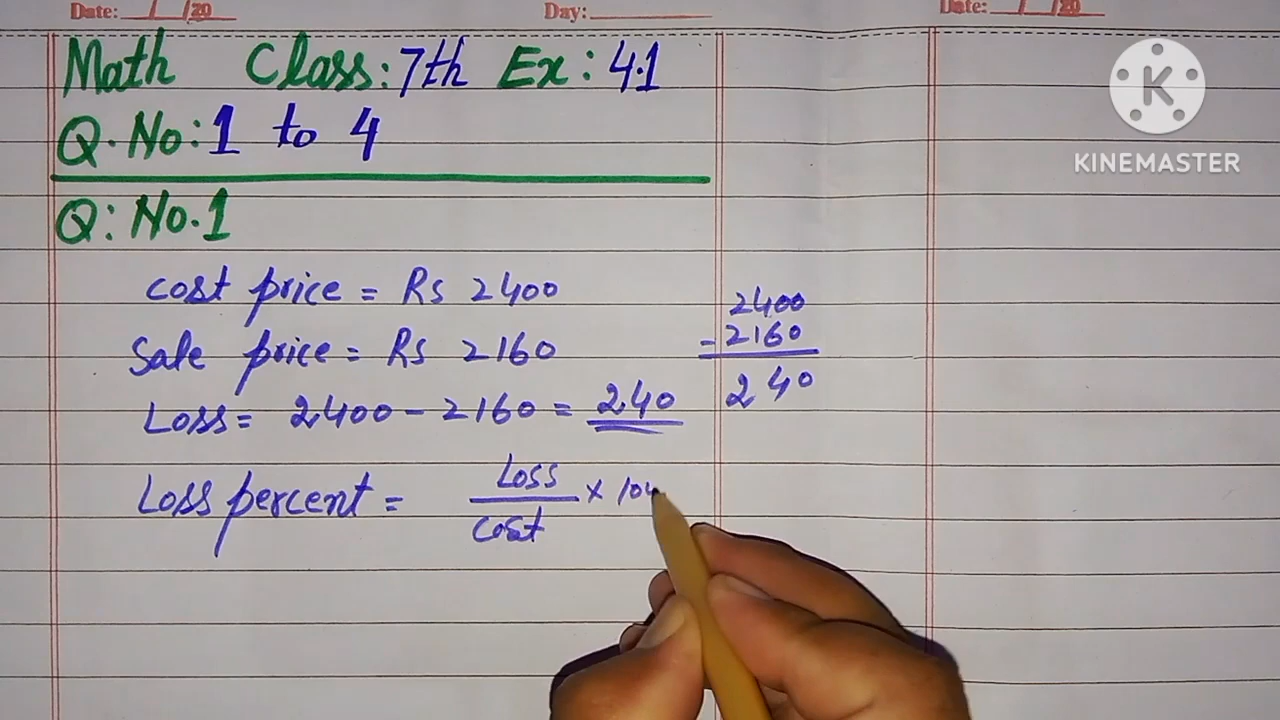 Date: / /20 Day: Date: / /20
Math Class: 7th Ex: 4.1
Q.No: 1 to 4
KINEMASTER
Q: No.1
cost price = Rs 2400
Sale price = Rs 2160
Loss = 2400 - 2160 = 240
2400
- 2160
240
Loss percent = Loss
cost × 100